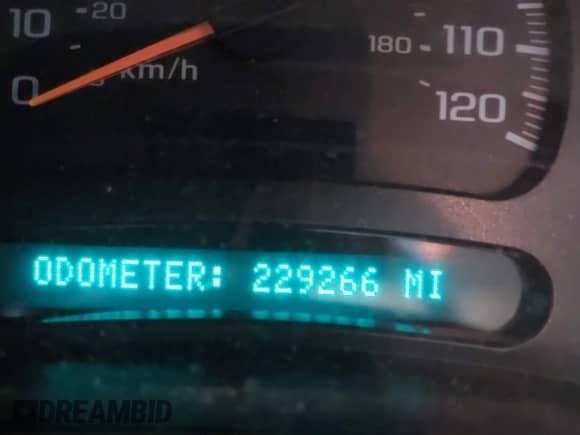 10 20
180 110
0 km/h
120
ODOMETER: 229266 MI
DREAMBID